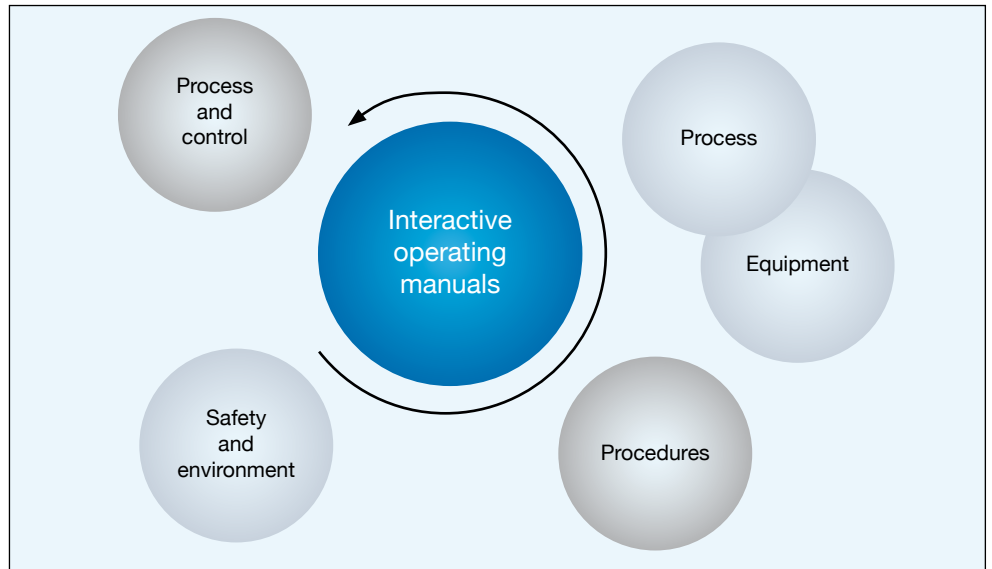 Process
and
control
Process
Interactive
operating
manuals
Equipment
Safety
and
environment
Procedures